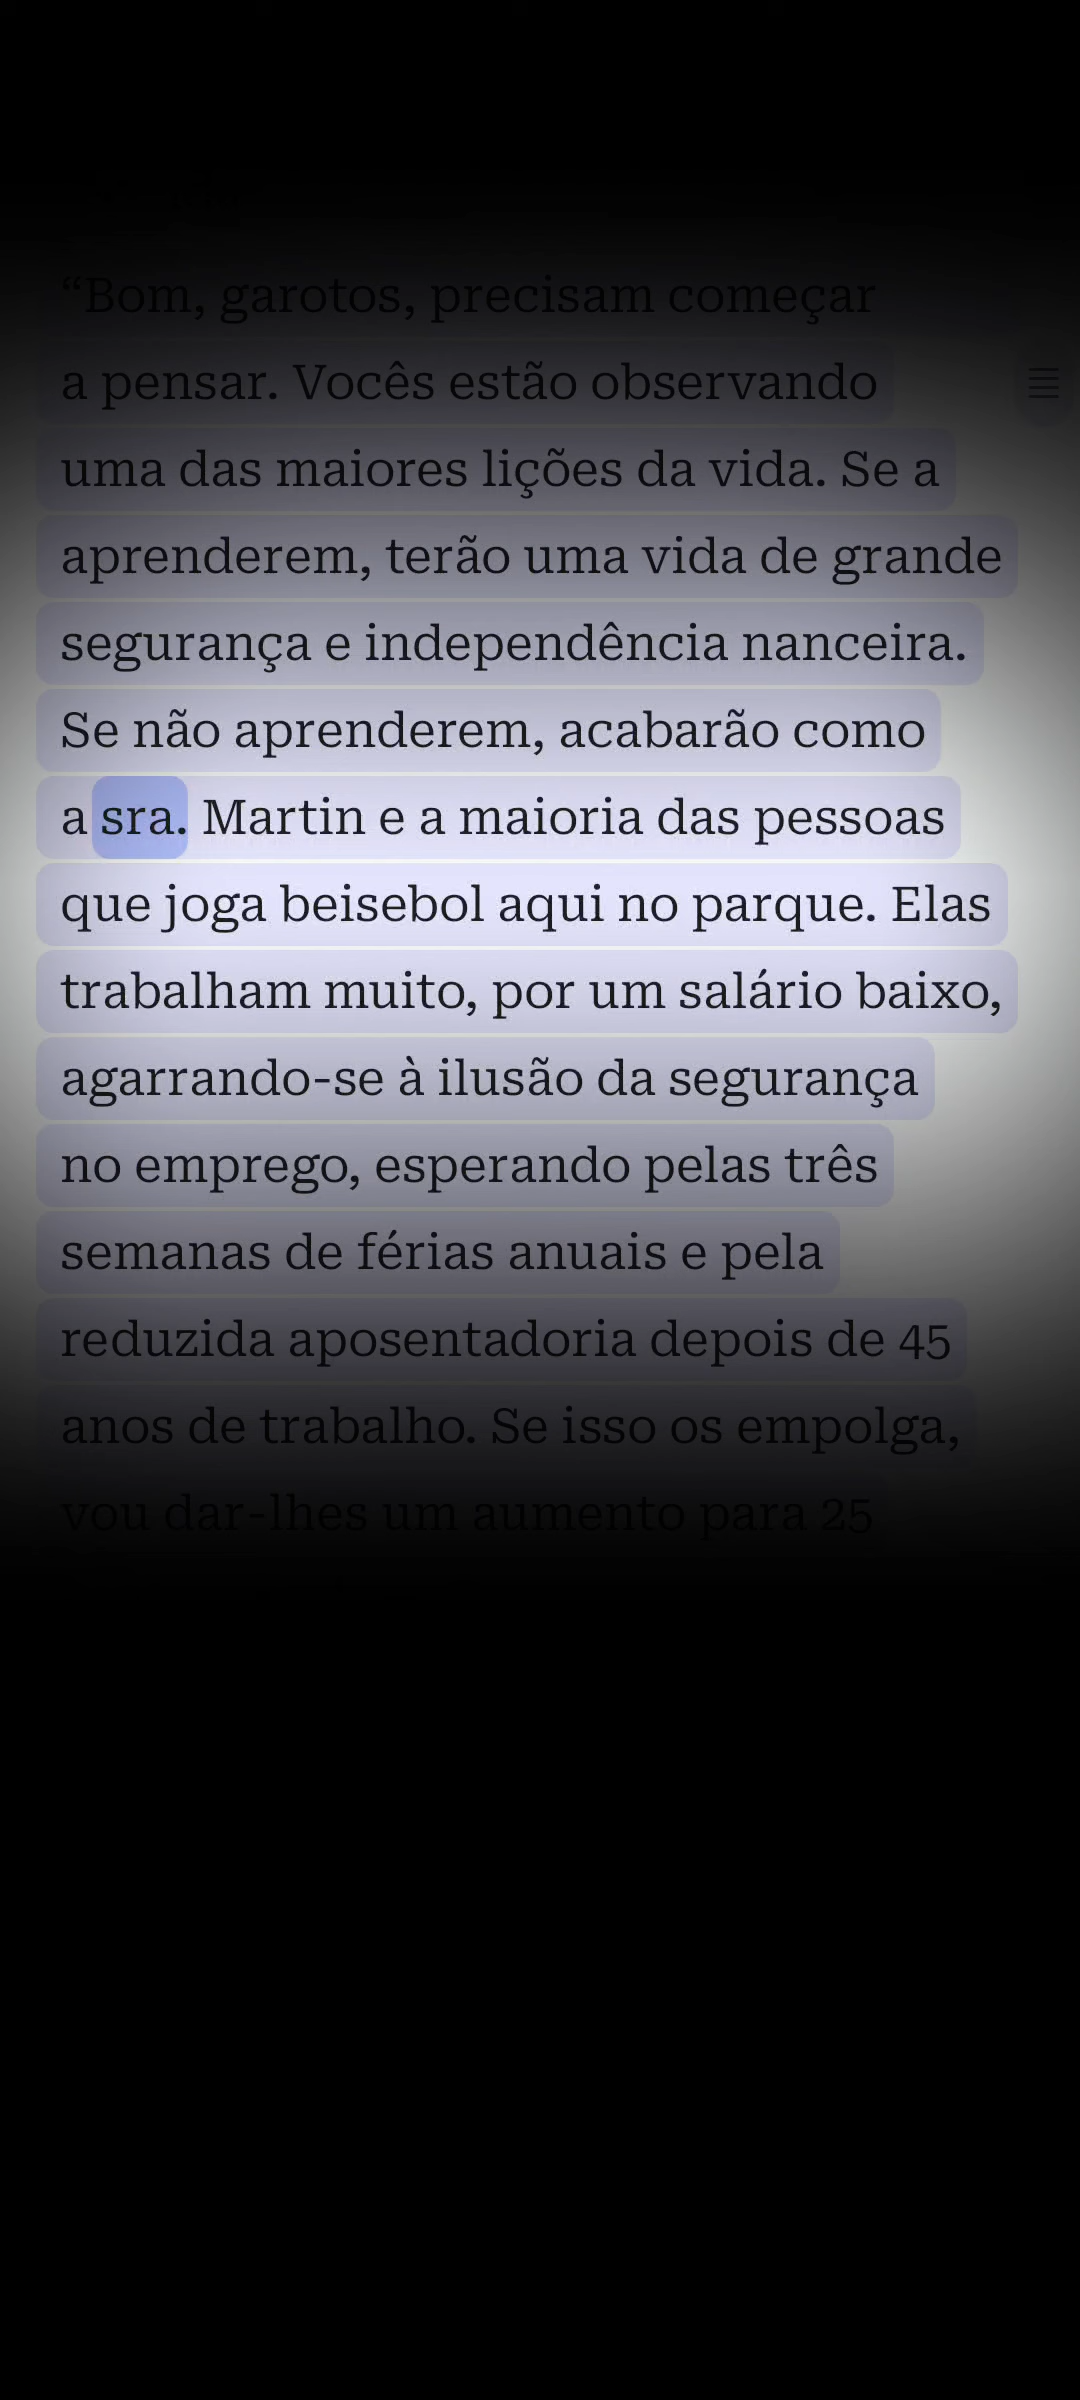 “Bom, garotos, precisam começar
a pensar. Vocês estão observando
uma das maiores lições da vida. Se a
aprenderem, terão uma vida de grande
segurança e independência nanceira.
Se não aprenderem, acabarão como
a sra. Martin e a maioria das pessoas
que joga beisebol aqui no parque. Elas
trabalham muito, por um salário baixo,
agarrando-se à ilusão da segurança
no emprego, esperando pelas três
semanas de férias anuais e pela
reduzida aposentadoria depois de 45
anos de trabalho. Se isso os empolga,
vou dar-lhes um aumento para 25